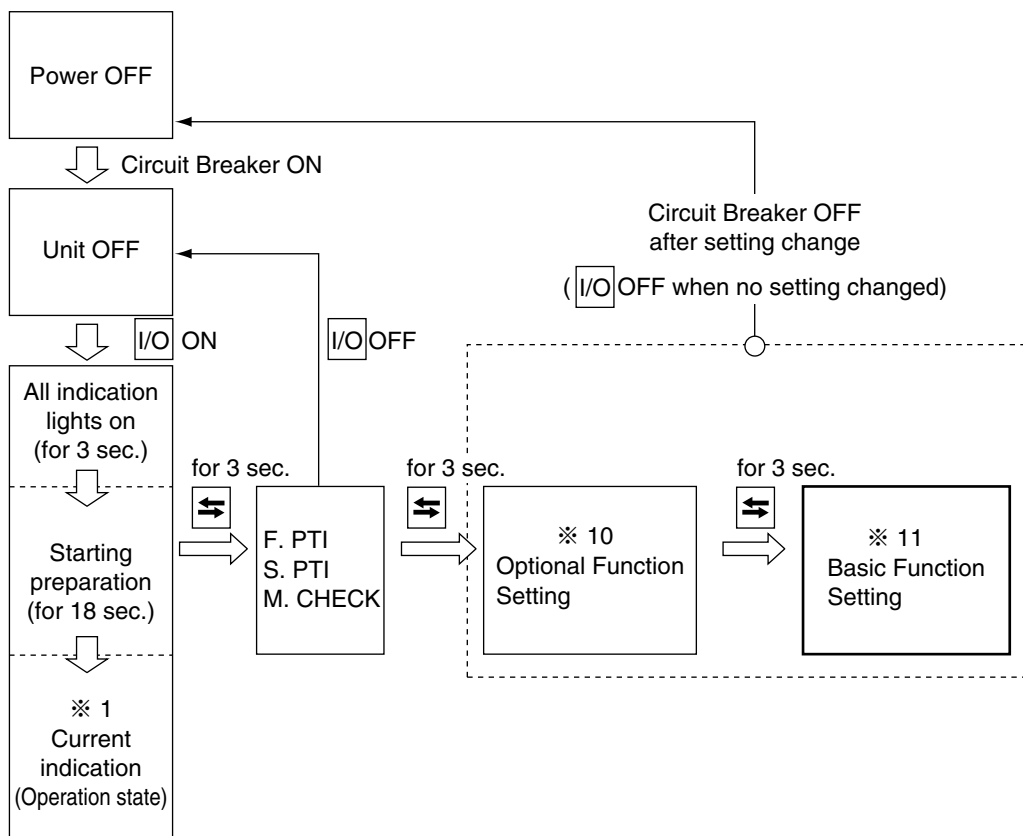 Power OFF
Circuit Breaker ON
Unit OFF
I/O ON
I/O OFF
Circuit Breaker OFF
after setting change
( I/O OFF when no setting changed)
All indication
lights on
(for 3 sec.)
Starting
preparation
(for 18 sec.)
※ 1
Current
indication
(Operation state)
for 3 sec.
F. PTI
S. PTI
M. CHECK
for 3 sec.
※ 10
Optional Function
Setting
for 3 sec.
※ 11
Basic Function
Setting